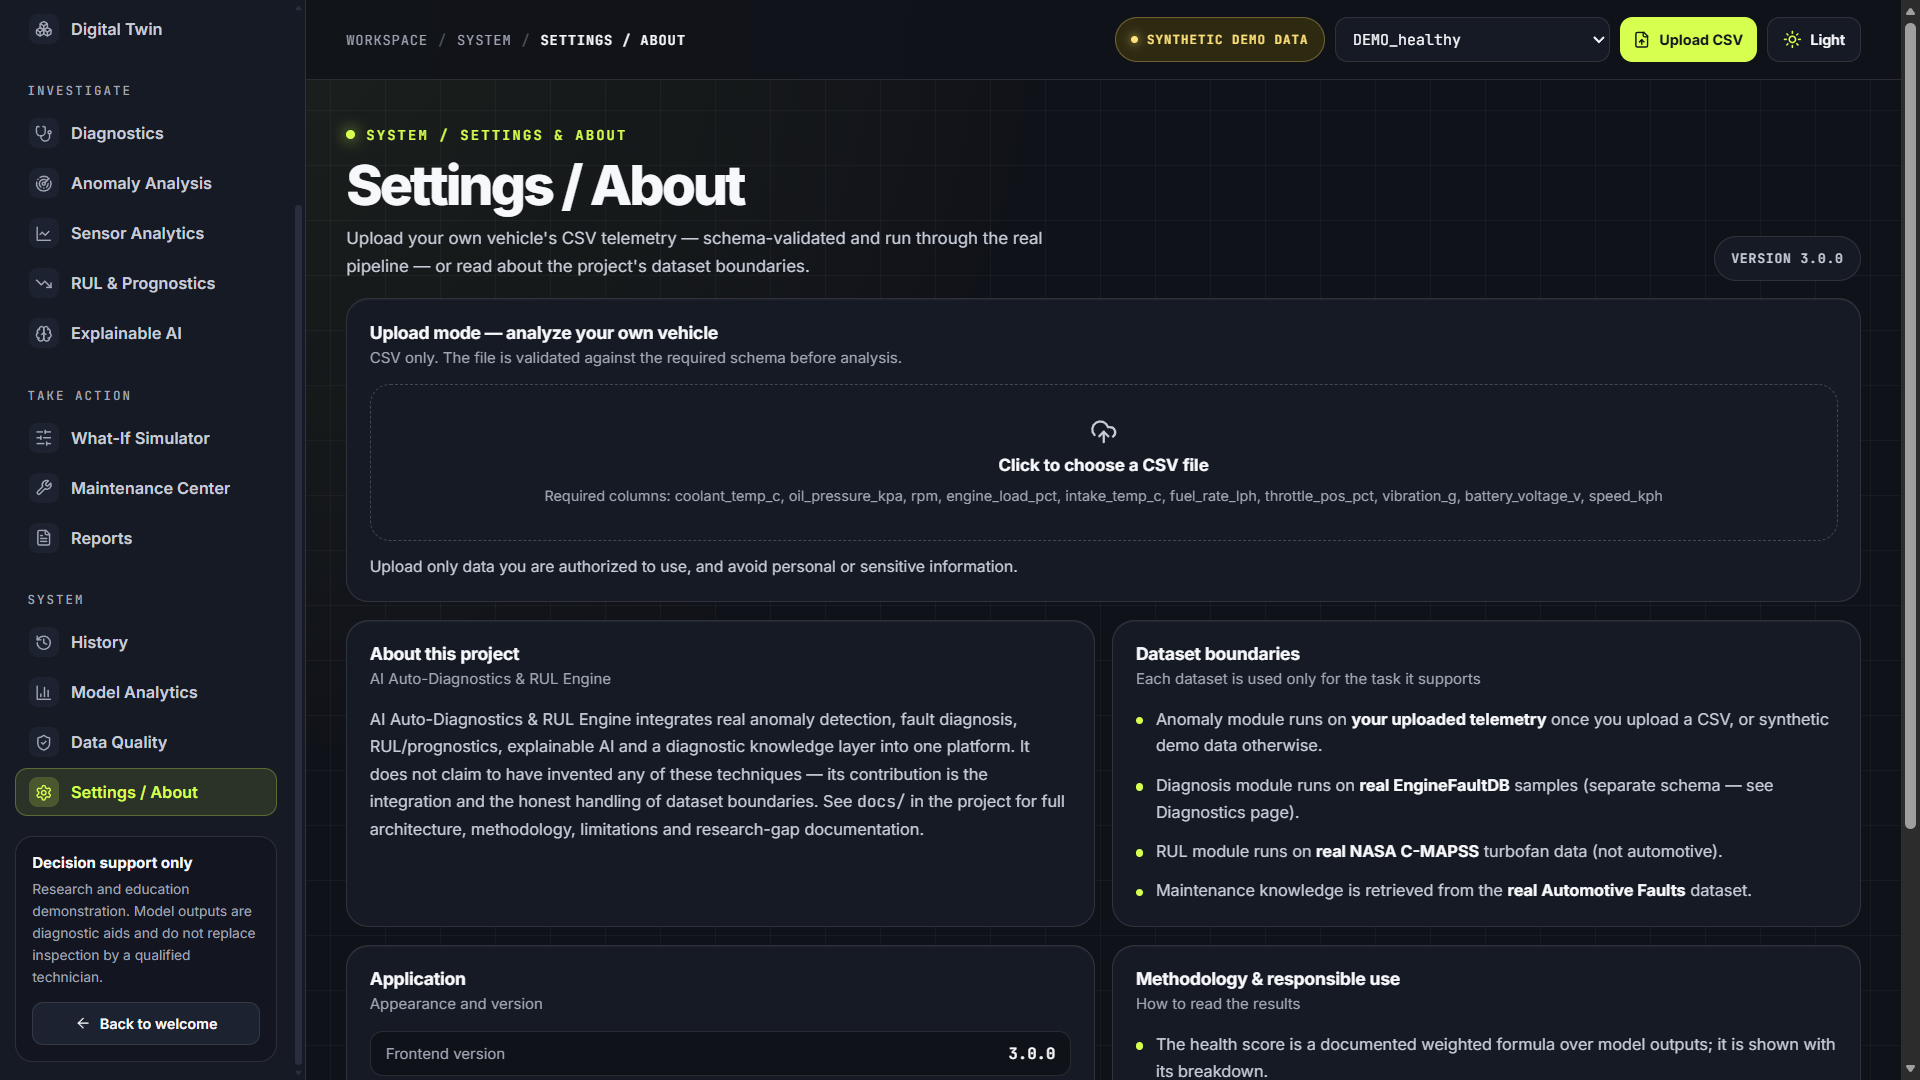 Digital Twin
INVESTIGATE
Diagnostics
Anomaly Analysis
Sensor Analytics
RUL & Prognostics
Explainable AI
TAKE ACTION
What-If Simulator
Maintenance Center
Reports
SYSTEM
History
Model Analytics
Data Quality
Settings / About
Decision support only
Research and education
demonstration. Model outputs are
diagnostic aids and do not replace
inspection by a qualified
technician.
Back to welcome
WORKSPACE / SYSTEM / SETTINGS / ABOUT
SYNTHETIC DEMO DATA
DEMO_healthy
Upload CSV
Light
SYSTEM / SETTINGS & ABOUT
Settings / About
Upload your own vehicle's CSV telemetry — schema-validated and run through the real
pipeline — or read about the project's dataset boundaries.
VERSION 3.0.0
Upload mode — analyze your own vehicle
CSV only. The file is validated against the required schema before analysis.
Click to choose a CSV file
Required columns: coolant_temp_c, oil_pressure_kpa, rpm, engine_load_pct, intake_temp_c, fuel_rate_lph, throttle_pos_pct, vibration_g, battery_voltage_v, speed_kph
Upload only data you are authorized to use, and avoid personal or sensitive information.
About this project
AI Auto-Diagnostics & RUL Engine
AI Auto-Diagnostics & RUL Engine integrates real anomaly detection, fault diagnosis,
RUL/prognostics, explainable AI and a diagnostic knowledge layer into one platform. It
does not claim to have invented any of these techniques — its contribution is the
integration and the honest handling of dataset boundaries. See docs/ in the project for full
architecture, methodology, limitations and research-gap documentation.
Dataset boundaries
Each dataset is used only for the task it supports
Anomaly module runs on your uploaded telemetry once you upload a CSV, or synthetic
demo data otherwise.
Diagnosis module runs on real EngineFaultDB samples (separate schema — see
Diagnostics page).
RUL module runs on real NASA C-MAPSS turbofan data (not automotive).
Maintenance knowledge is retrieved from the real Automotive Faults dataset.
Application
Appearance and version
Frontend version
3.0.0
Methodology & responsible use
How to read the results
The health score is a documented weighted formula over model outputs; it is shown with
its breakdown.